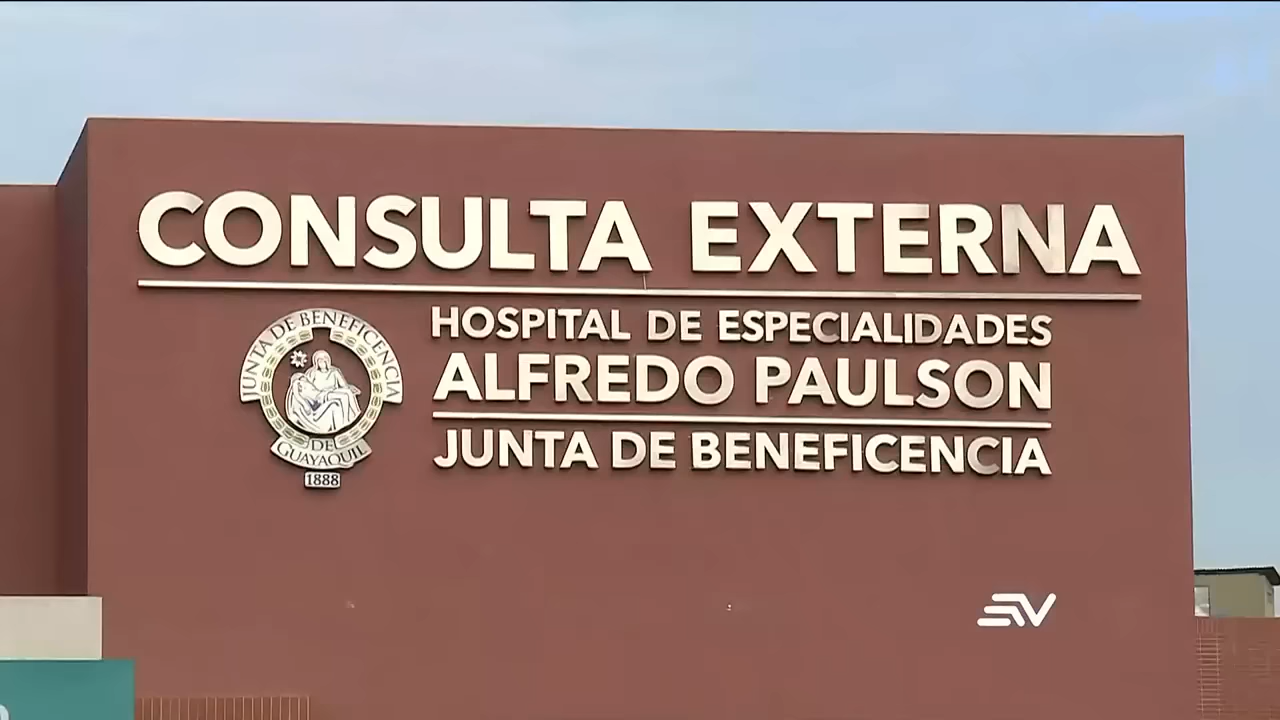 CONSULTA EXTERNA
HOSPITAL DE ESPECIALIDADES
ALFREDO PAULSON
JUNTA DE BENEFICENCIA
JUNTA DE BENEFICENCIA
DE
GUAYAQUIL
1888